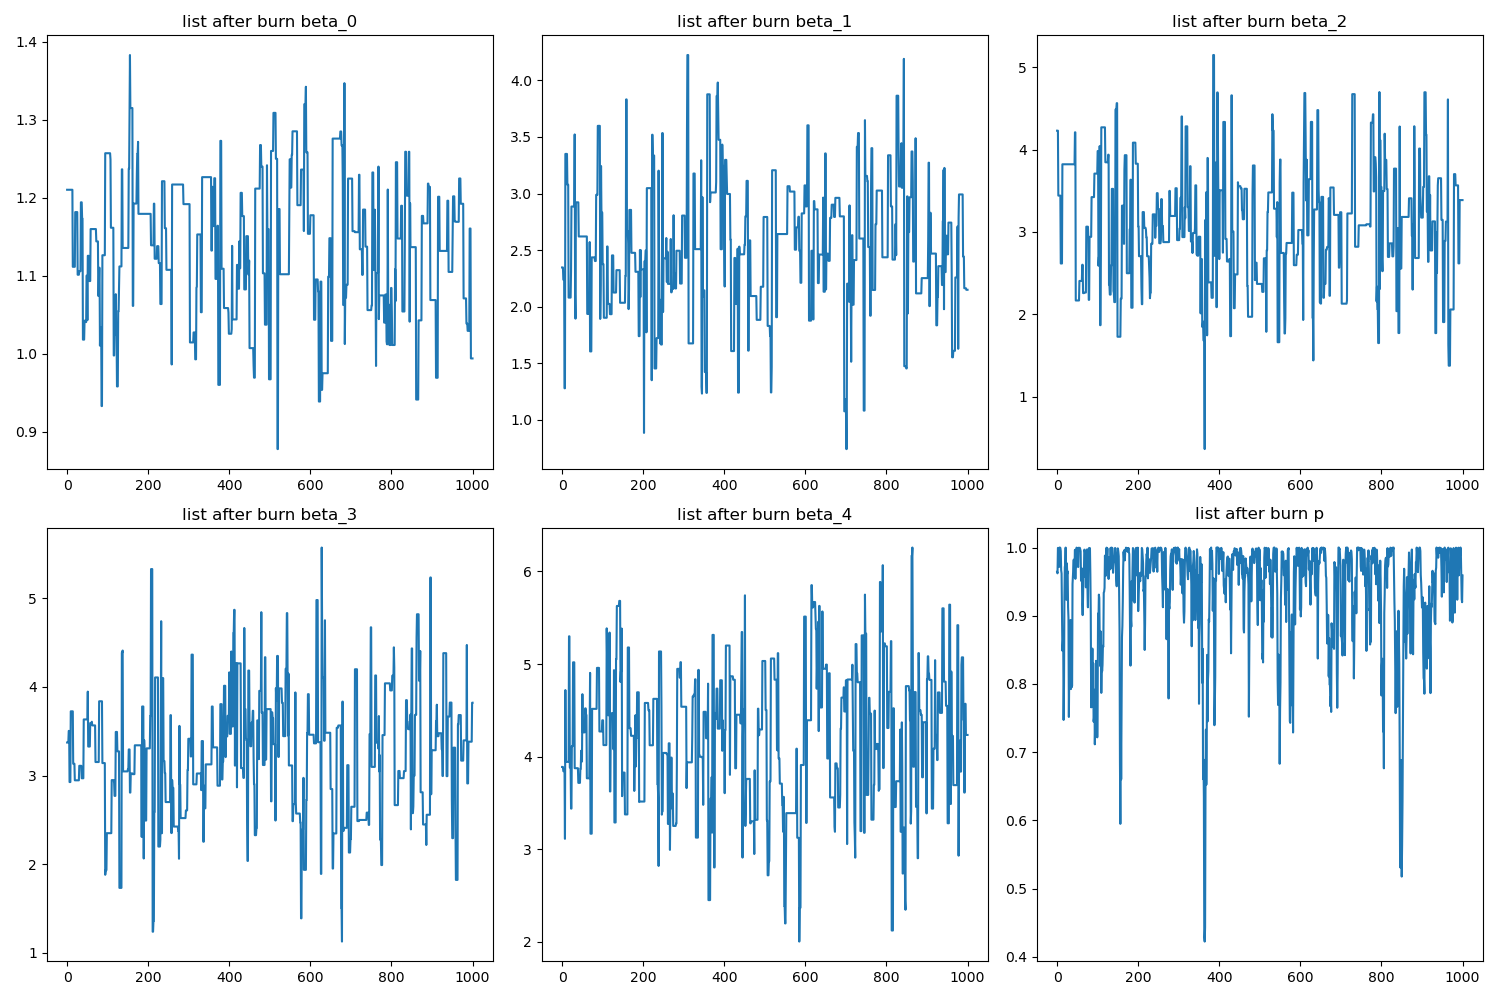 list after burn beta_0
list after burn beta_1
list after burn beta_2
1.4
1.3
1.2
1.1
1.0
0.9
0 200 400 600 800 1000
4.0
3.5
3.0
2.5
2.0
1.5
1.0
0 200 400 600 800 1000
5
4
3
2
1
0 200 400 600 800 1000
list after burn beta_3
list after burn beta_4
list after burn p
5
4
3
2
1
0 200 400 600 800 1000
6
5
4
3
2
0 200 400 600 800 1000
1.0
0.9
0.8
0.7
0.6
0.5
0.4
0 200 400 600 800 1000